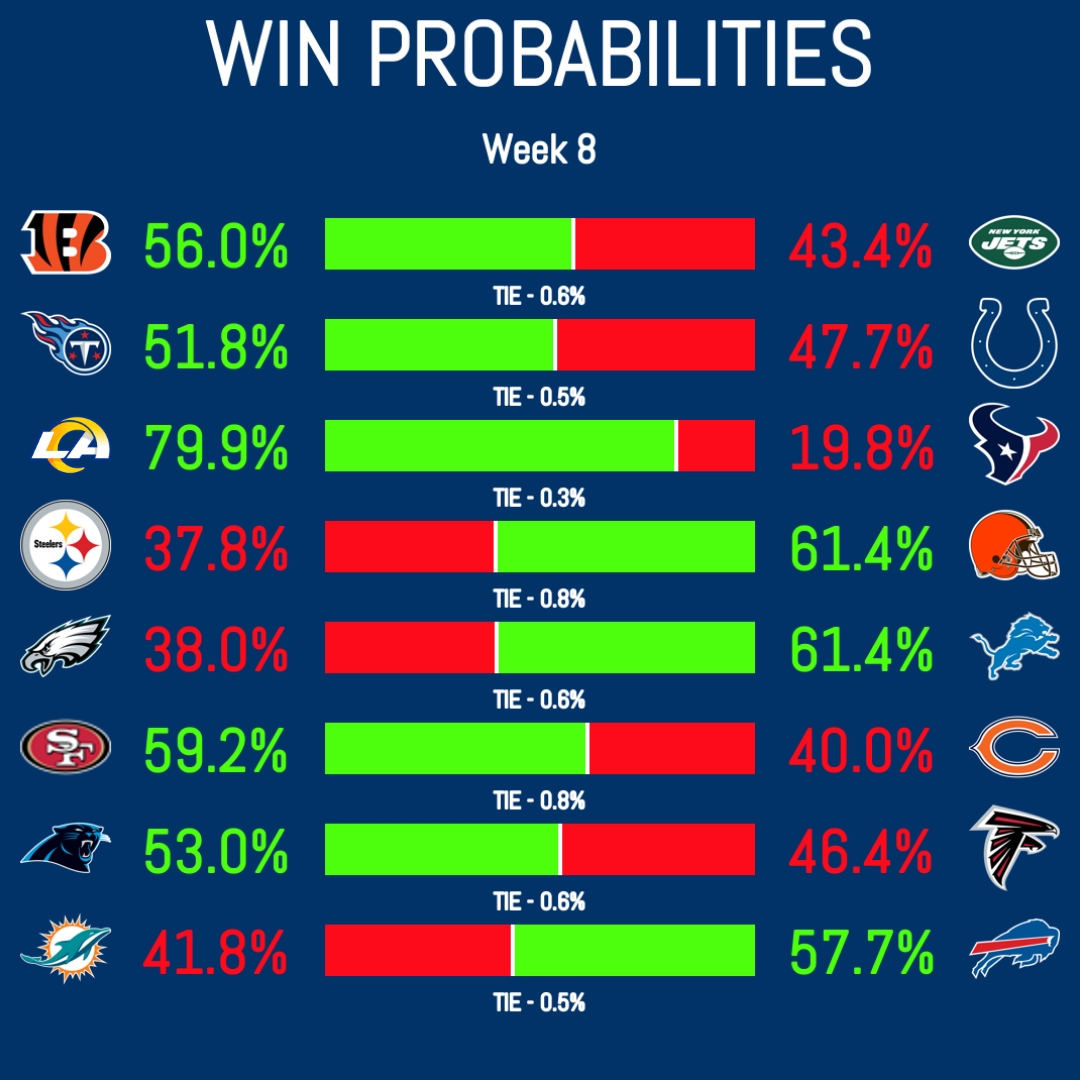 WIN PROBABILITIES
Week 8
56.0% 43.4% NEW YORK JETS
TIE - 0.6%
51.8% 47.7%
T
TIE - 0.5%
LA 79.9% 19.8%
TIE - 0.3%
Steelers 37.8% 61.4%
TIE - 0.8%
38.0% 61.4%
TIE - 0.6%
SF 59.2% 40.0% C
TIE - 0.8%
53.0% 46.4%
TIE - 0.6%
41.8% 57.7%
TIE - 0.5%